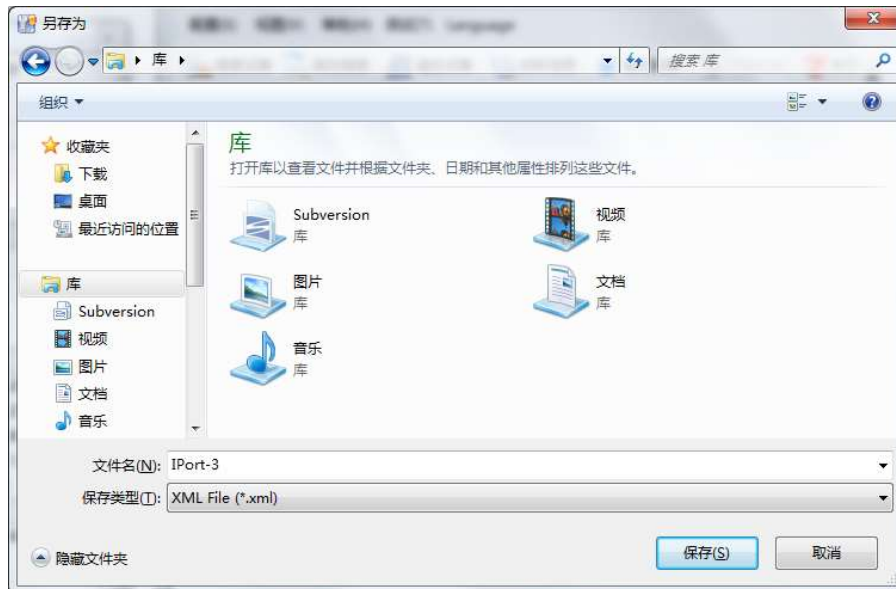 另存为
Language
库
搜索 库
组织
收藏夹
下载
桌面
最近访问的位置
库
Subversion
视频
图片
文档
音乐
库
打开库以查看文件并根据文件夹、日期和其他属性排列这些文件。
Subversion
库
视频
库
图片
库
文档
库
音乐
库
文件名(N): IPort-3
保存类型(T): XML File (*.xml)
隐藏文件夹
保存(S)
取消